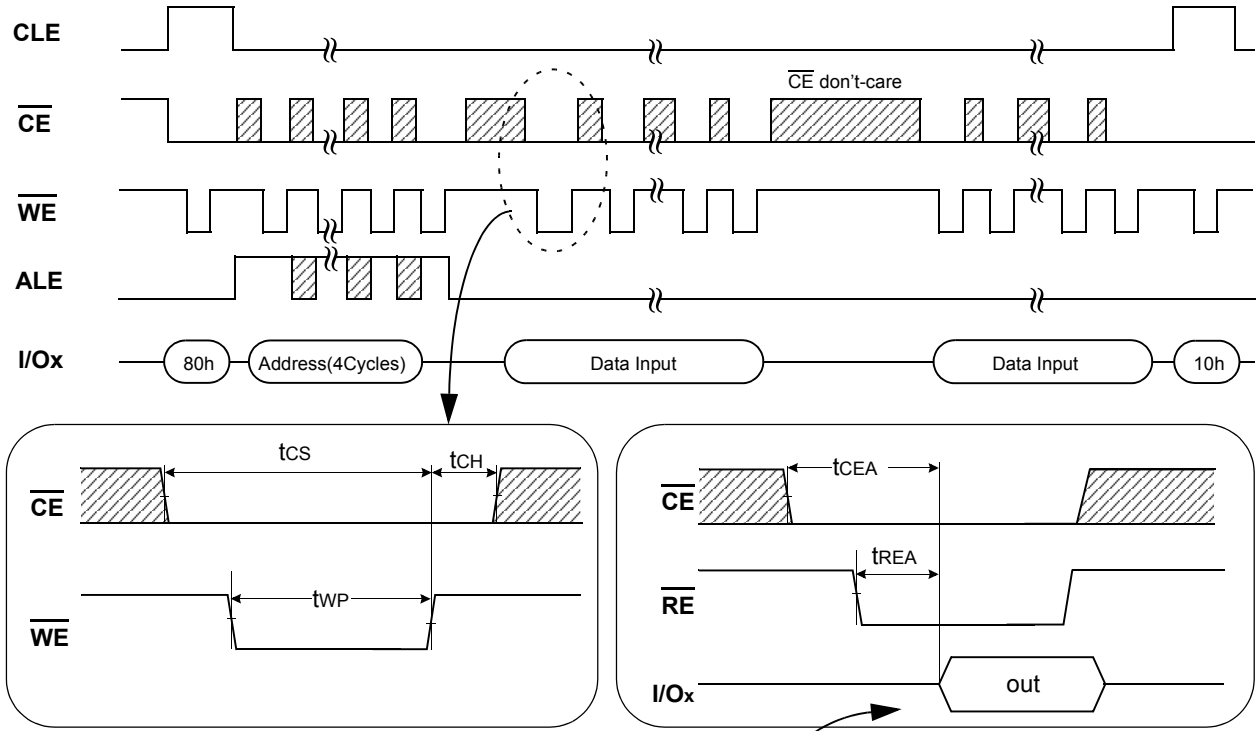 CLE
CE don't-care
CE
WE
ALE
I/Ox 80h Address(4Cycles) Data Input Data Input 10h
tCS tCH
CE
tWP
WE
tCEA
CE
tREA
RE
I/Ox out